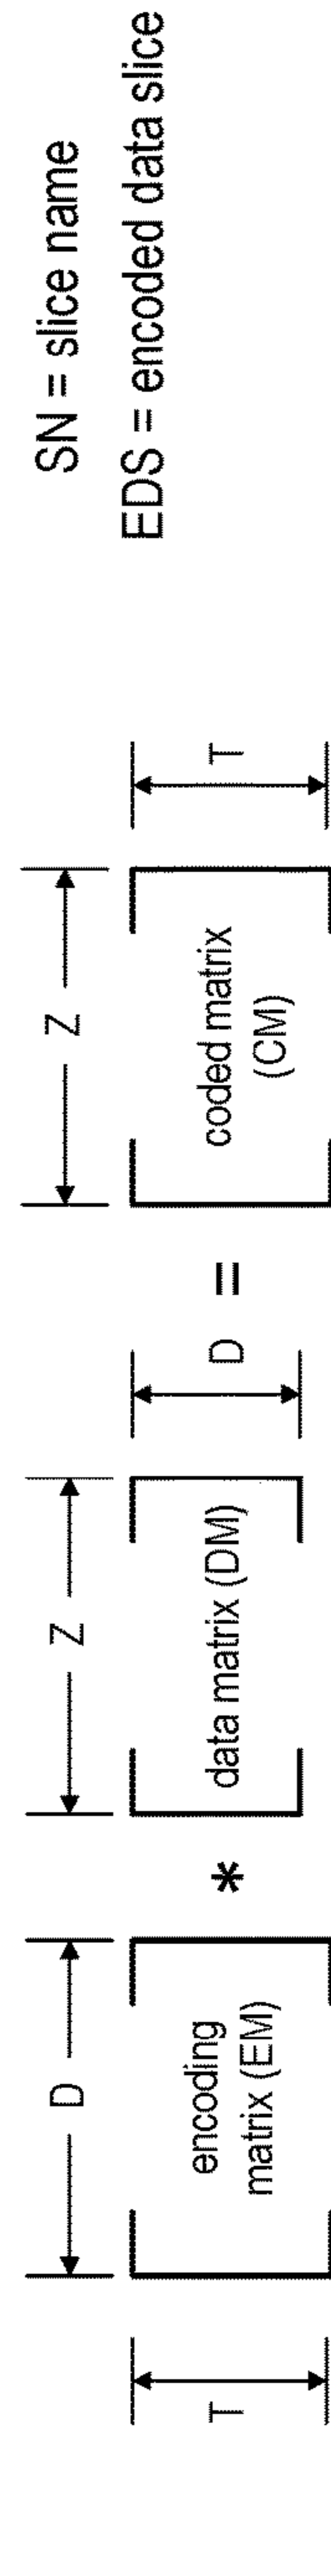 SN = slice name
EDS = encoded data slice
D
Z
Z
T
encoding
matrix (EM)
*
data matrix (DM)
D
=
coded matrix
(CM)
T